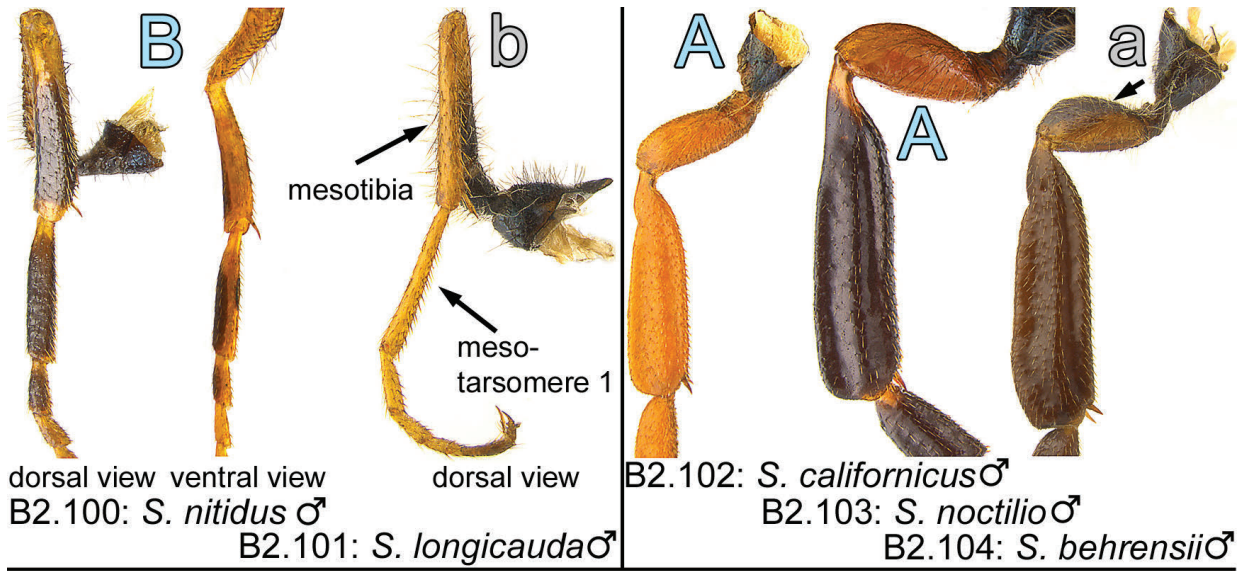 B
b
mesotibia
meso-
tarsomere 1
dorsal view ventral view
dorsal view
B2.100: S. nitidus ♂
B2.101: S. longicauda♂
A
A
a
B2.102: S. californicus♂
B2.103: S. noctilio♂
B2.104: S. behrensii♂